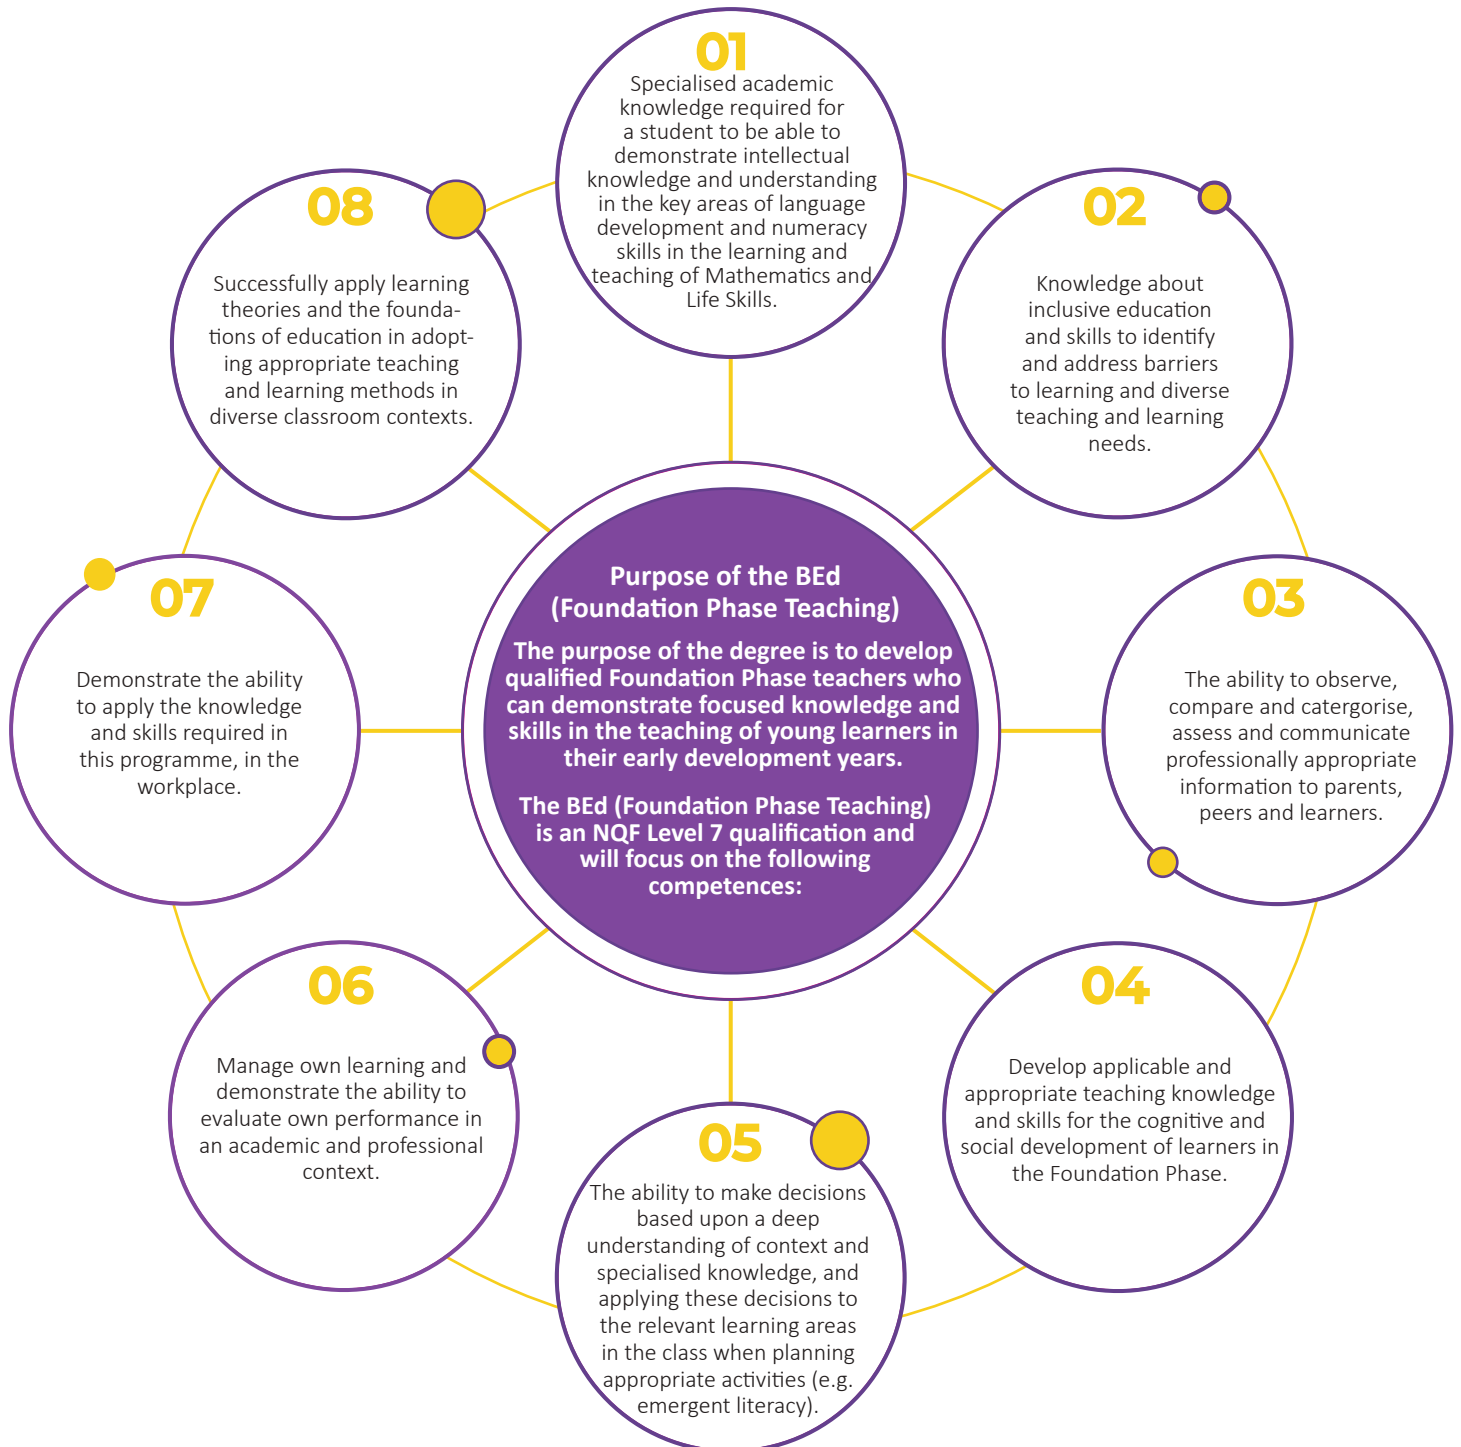 01
Specialised academic
knowledge required for
a student to be able to
demonstrate intellectual
knowledge and understanding
in the key areas of language
development and numeracy
skills in the learning and
teaching of Mathematics and
Life Skills.
02
Knowledge about
inclusive education
and skills to identify
and address barriers
to learning and diverse
teaching and learning
needs.
03
The ability to observe,
compare and catergorise,
assess and communicate
professionally appropriate
information to parents,
peers and learners.
04
Develop applicable and
appropriate teaching knowledge
and skills for the cognitive and
social development of learners in
the Foundation Phase.
05
The ability to make decisions
based upon a deep
understanding of context and
specialised knowledge, and
applying these decisions to
the relevant learning areas
in the class when planning
appropriate activities (e.g.
emergent literacy).
06
Manage own learning and
demonstrate the ability to
evaluate own performance in
an academic and professional
context.
07
Demonstrate the ability
to apply the knowledge
and skills required in
this programme, in the
workplace.
08
Successfully apply learning
theories and the founda-
tions of education in adopt-
ing appropriate teaching
and learning methods in
diverse classroom contexts.
Purpose of the BEd
(Foundation Phase Teaching)
The purpose of the degree is to develop
qualified Foundation Phase teachers who
can demonstrate focused knowledge and
skills in the teaching of young learners in
their early development years.
The BEd (Foundation Phase Teaching)
is an NQF Level 7 qualification and
will focus on the following
competences: